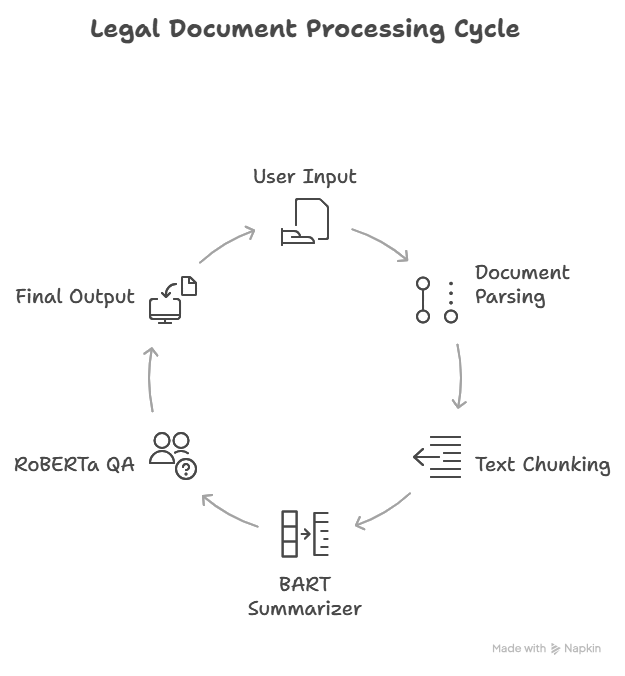 Legal Document Processing Cycle
User Input
Document
Parsing
Text Chunking
BART
Summarizer
RoBERTa QA
Final Output
?
Made with Napkin